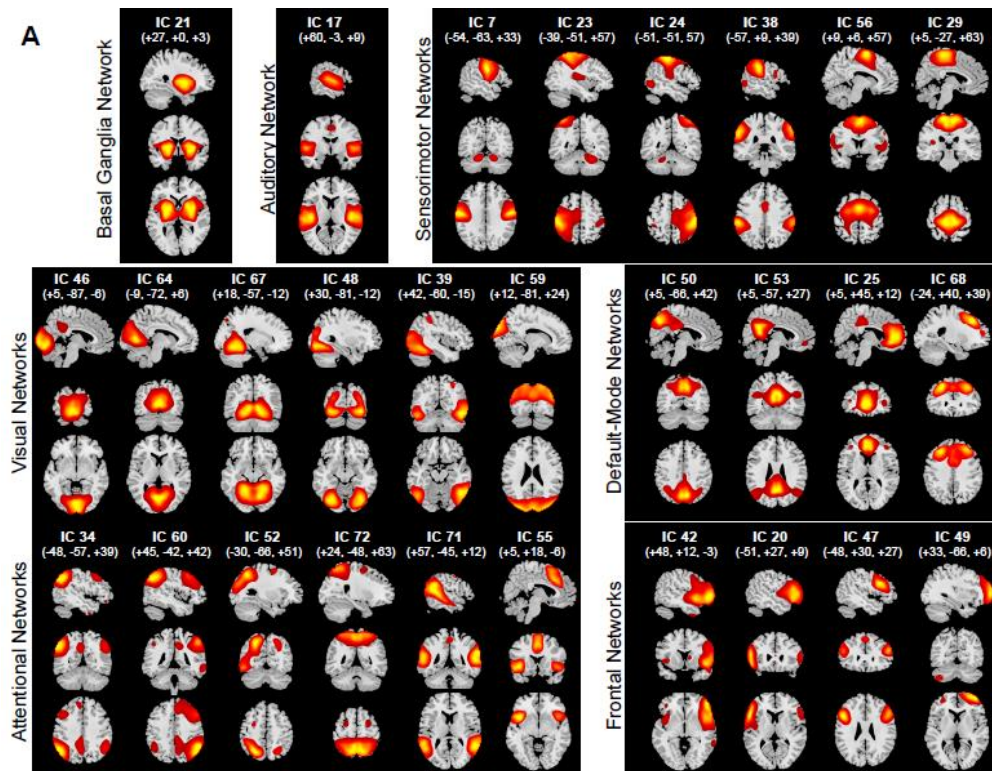 A
Basal Ganglia Network
IC 21
(+27, +0, +3)
Auditory Network
IC 17
(+60, -3, +9)
Sensorimotor Networks
IC 7
(-54, -63, +33)
IC 23
(-39, -51, +57)
IC 24
(-51, -51, 57)
IC 38
(-57, +9, +39)
IC 56
(+9, +6, +57)
IC 29
(+5, -27, +63)
Visual Networks
IC 46
(+5, -87, -6)
IC 64
(-9, -72, +6)
IC 67
(+18, -57, -12)
IC 48
(+30, -81, -12)
IC 39
(+42, -60, -15)
IC 59
(+12, -81, +24)
Default-Mode Networks
IC 50
(+5, -66, +42)
IC 53
(+5, -57, +27)
IC 25
(+5, +45, +12)
IC 68
(-24, +40, +39)
Attentional Networks
IC 34
(-48, -57, +39)
IC 60
(+45, -42, +42)
IC 52
(-30, -66, +51)
IC 72
(+24, -48, +63)
IC 71
(+57, -45, +12)
IC 55
(+5, +18, -6)
Frontal Networks
IC 42
(+48, +12, -3)
IC 20
(-51, +27, +9)
IC 47
(-48, +30, +27)
IC 49
(+33, -66, +6)